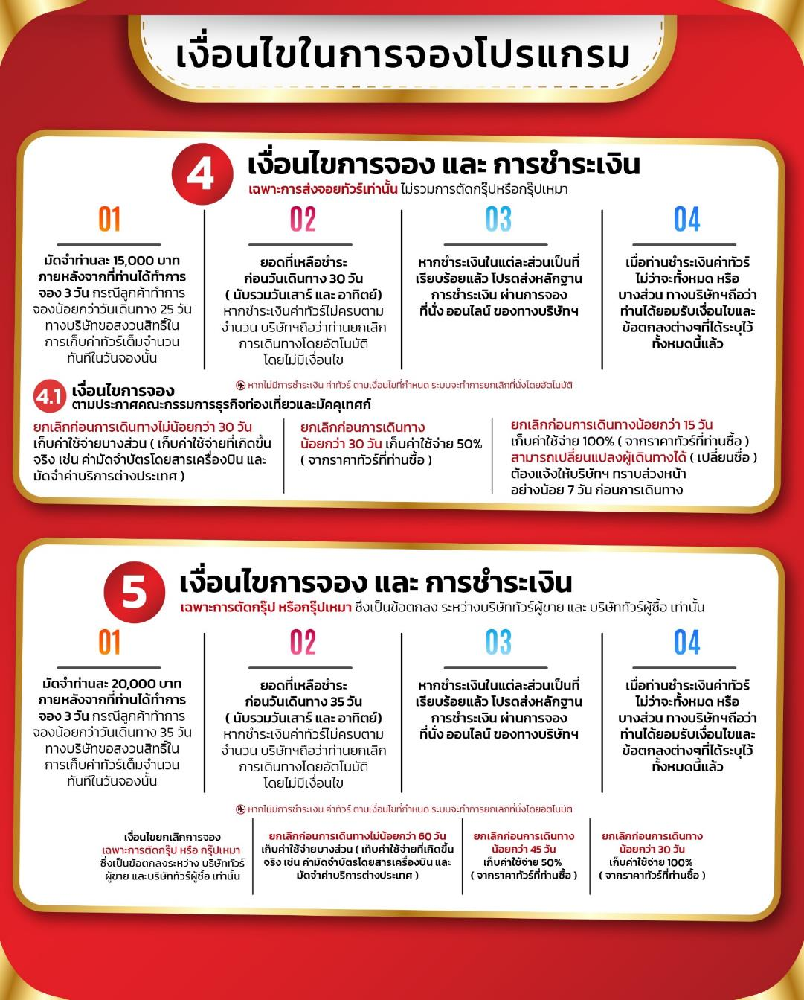 เงื่อนไขในการจองโปรแกรม
4
เงื่อนไขการจอง และ การชำระเงิน
เฉพาะการส่งจอยทัวร์เท่านั้น ไม่รวมการตัดกรุ๊ปหรือกรุ๊ปเหมา
01
มัดจำท่านละ 15,000 บาท
ภายหลังจากที่ท่านได้ทำการ
จอง 3 วัน กรณีลูกค้าทำการ
จองน้อยกว่าวันเดินทาง 25 วัน
ทางบริษัทขอสงวนสิทธิ์ใน
การเก็บค่าทัวร์เต็มจำนวน
ทันทีในวันจองนั้น
02
ยอดที่เหลือชำระ
ก่อนวันเดินทาง 30 วัน
( นับรวมวันเสาร์ และ อาทิตย์)
หากชำระเงินค่าทัวร์ไม่ครบตาม
จำนวน บริษัทฯถือว่าท่านยกเลิก
การเดินทางโดยอัตโนมัติ
โดยไม่มีเงื่อนไข
03
หากชำระเงินในแต่ละส่วนเป็นที่
เรียบร้อยแล้ว โปรดส่งหลักฐาน
การชำระเงิน ผ่านการจอง
ที่นั่ง ออนไลน์ ของทางบริษัทฯ
04
เมื่อท่านชำระเงินค่าทัวร์
ไม่ว่าจะทั้งหมด หรือ
บางส่วน ทางบริษัทฯถือว่า
ท่านได้ยอมรับเงื่อนไขและ
ข้อตกลงต่างๆที่ได้ระบุไว้
ทั้งหมดนี้แล้ว
หากไม่มีการชำระเงิน ค่าทัวร์ ตามเงื่อนไขที่กำหนด ระบบจะทำการยกเลิกที่นั่งโดยอัตโนมัติ
4.1
เงื่อนไขการจอง
ตามประกาศคณะกรรมการธุรกิจท่องเที่ยวและมัคคุเทศก์
ยกเลิกก่อนการเดินทางไม่น้อยกว่า 30 วัน
เก็บค่าใช้จ่ายบางส่วน ( เก็บค่าใช้จ่ายที่เกิดขึ้น
จริง เช่น ค่ามัดจำบัตรโดยสารเครื่องบิน และ
มัดจำค่าบริการต่างประเทศ )
ยกเลิกก่อนการเดินทาง
น้อยกว่า 30 วัน เก็บค่าใช้จ่าย 50%
( จากราคาทัวร์ที่ท่านซื้อ )
ยกเลิกก่อนการเดินทางน้อยกว่า 15 วัน
เก็บค่าใช้จ่าย 100% ( จากราคาทัวร์ที่ท่านซื้อ )
สามารถเปลี่ยนแปลงผู้เดินทางได้ ( เปลี่ยนชื่อ )
ต้องแจ้งให้บริษัทฯ ทราบล่วงหน้า
อย่างน้อย 7 วัน ก่อนการเดินทาง
5
เงื่อนไขการจอง และ การชำระเงิน
เฉพาะการตัดกรุ๊ป หรือกรุ๊ปเหมา ซึ่งเป็นข้อตกลง ระหว่างบริษัททัวร์ผู้ขาย และ บริษัททัวร์ผู้ซื้อ เท่านั้น
01
มัดจำท่านละ 20,000 บาท
ภายหลังจากที่ท่านได้ทำการ
จอง 3 วัน กรณีลูกค้าทำการ
จองน้อยกว่าวันเดินทาง 35 วัน
ทางบริษัทขอสงวนสิทธิ์ใน
การเก็บค่าทัวร์เต็มจำนวน
ทันทีในวันจองนั้น
02
ยอดที่เหลือชำระ
ก่อนวันเดินทาง 35 วัน
( นับรวมวันเสาร์ และ อาทิตย์)
หากชำระเงินค่าทัวร์ไม่ครบตาม
จำนวน บริษัทฯถือว่าท่านยกเลิก
การเดินทางโดยอัตโนมัติ
โดยไม่มีเงื่อนไข
03
หากชำระเงินในแต่ละส่วนเป็นที่
เรียบร้อยแล้ว โปรดส่งหลักฐาน
การชำระเงิน ผ่านการจอง
ที่นั่ง ออนไลน์ ของทางบริษัทฯ
04
เมื่อท่านชำระเงินค่าทัวร์
ไม่ว่าจะทั้งหมด หรือ
บางส่วน ทางบริษัทฯถือว่า
ท่านได้ยอมรับเงื่อนไขและ
ข้อตกลงต่างๆที่ได้ระบุไว้
ทั้งหมดนี้แล้ว
หากไม่มีการชำระเงิน ค่าทัวร์ ตามเงื่อนไขที่กำหนด ระบบจะทำการยกเลิกที่นั่งโดยอัตโนมัติ
เงื่อนไขยกเลิกการจอง
เฉพาะการตัดกรุ๊ป หรือ กรุ๊ปเหมา
ซึ่งเป็นข้อตกลงระหว่าง บริษัททัวร์
ผู้ขาย และบริษัททัวร์ผู้ซื้อ เท่านั้น
ยกเลิกก่อนการเดินทางไม่น้อยกว่า 60 วัน
เก็บค่าใช้จ่ายบางส่วน ( เก็บค่าใช้จ่ายที่เกิดขึ้น
จริง เช่น ค่ามัดจำบัตรโดยสารเครื่องบิน และ
มัดจำค่าบริการต่างประเทศ )
ยกเลิกก่อนการเดินทาง
น้อยกว่า 45 วัน
เก็บค่าใช้จ่าย 50%
( จากราคาทัวร์ที่ท่านซื้อ )
ยกเลิกก่อนการเดินทาง
น้อยกว่า 30 วัน
เก็บค่าใช้จ่าย 100%
( จากราคาทัวร์ที่ท่านซื้อ )